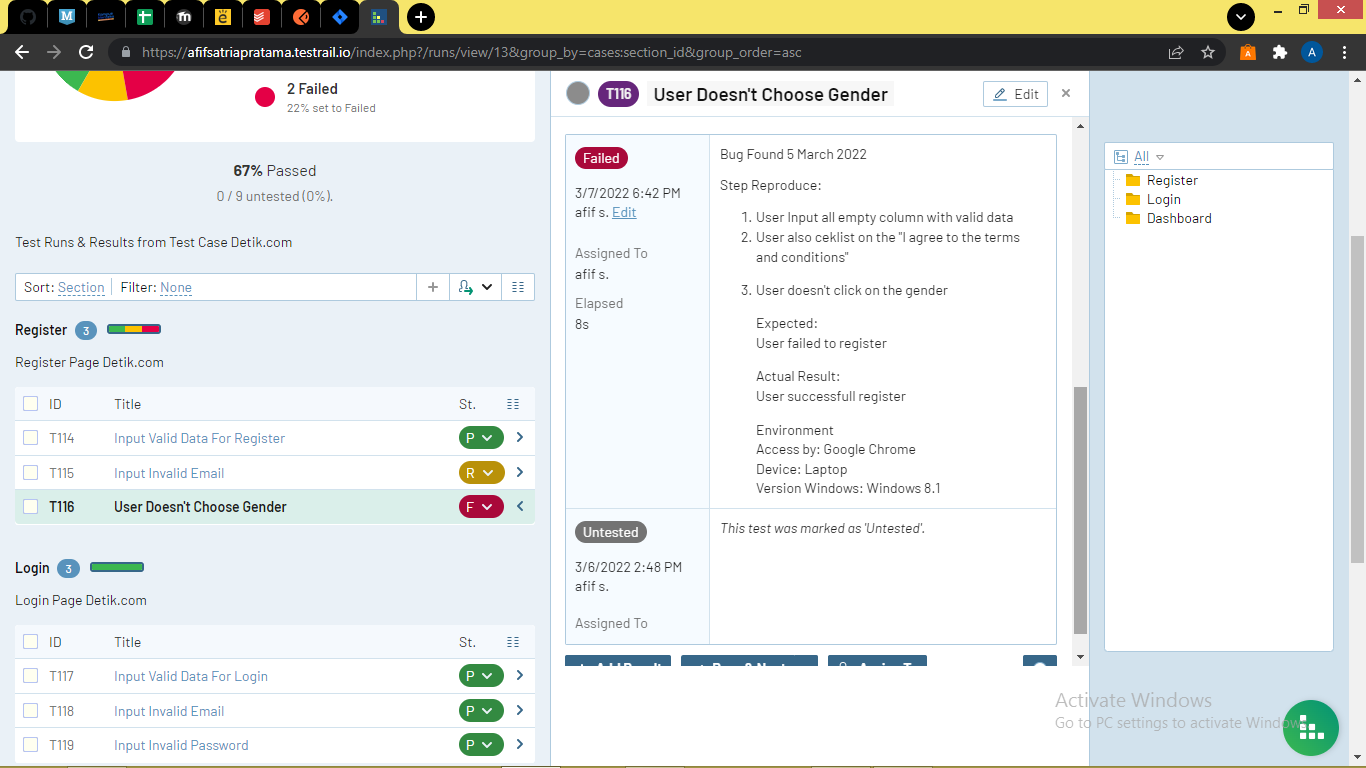 https://afifsatriapratama.testrail.io/index.php?/runs/view/13&group_by=cases:section_id&group_order=asc
A
2 Failed
22% set to Failed
67% Passed
0 / 9 untested (0%).
Test Runs & Results from Test Case Detik.com
Sort: Section Filter: None
Register 3
Register Page Detik.com
ID Title St.
T114 Input Valid Data For Register P
T115 Input Invalid Email R
T116 User Doesn't Choose Gender F
Login 3
Login Page Detik.com
ID Title St.
T117 Input Valid Data For Login P
T118 Input Invalid Email P
T119 Input Invalid Password P
T116 User Doesn't Choose Gender Edit
Failed
3/7/2022 6:42 PM
afif s. Edit
Assigned To
afif s.
Elapsed
8s
Bug Found 5 March 2022
Step Reproduce:
1. User Input all empty column with valid data
2. User also ceklist on the "I agree to the terms
and conditions"
3. User doesn't click on the gender
Expected:
User failed to register
Actual Result:
User successfull register
Environment
Access by: Google Chrome
Device: Laptop
Version Windows: Windows 8.1
Untested
3/6/2022 2:48 PM
afif s.
Assigned To
This test was marked as 'Untested'.
All
Register
Login
Dashboard
Activate Windows
Go to PC settings to activate Windows.